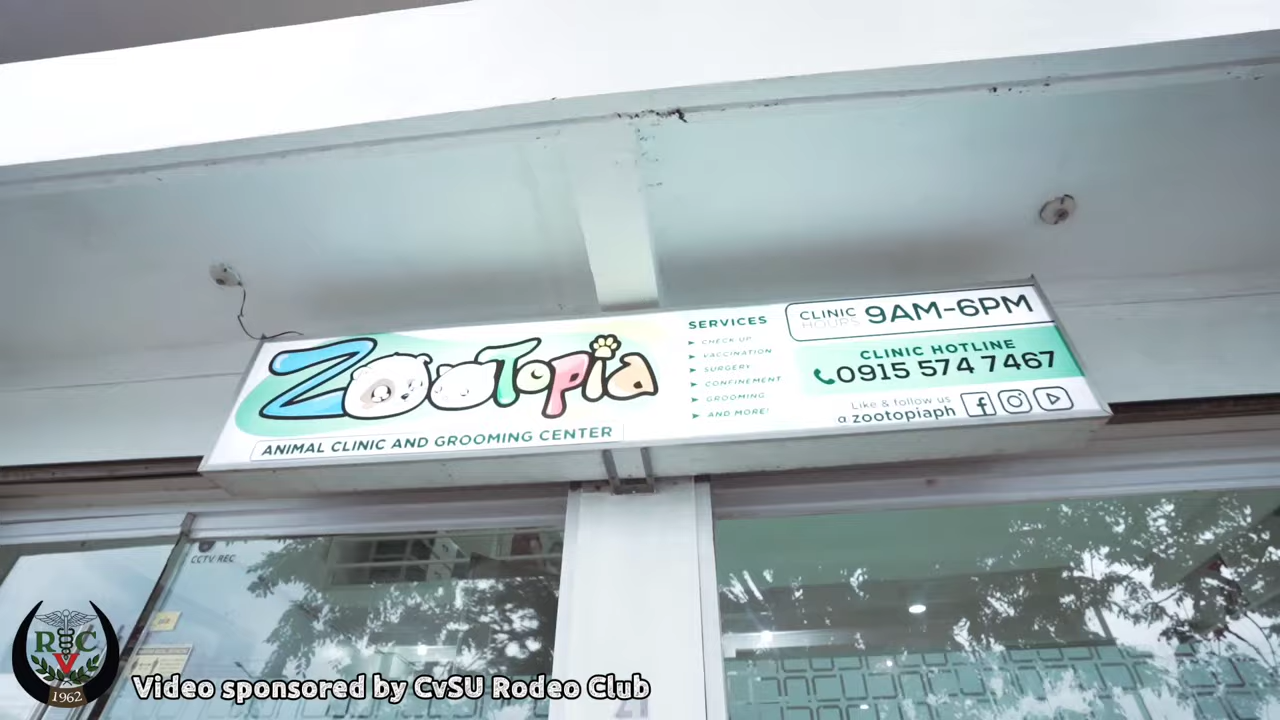 Zootopia
ANIMAL CLINIC AND GROOMING CENTER
SERVICES
CHECK UP
VACCINATION
SURGERY
CONFINEMENT
GROOMING
AND MORE!
CLINIC HOURS 9AM-6PM
CLINIC HOTLINE
0915 574 7467
Like & follow us
@ zootopiaph
CCTV REC
21
RVC
1962
Video sponsored by CvSU Rodeo Club